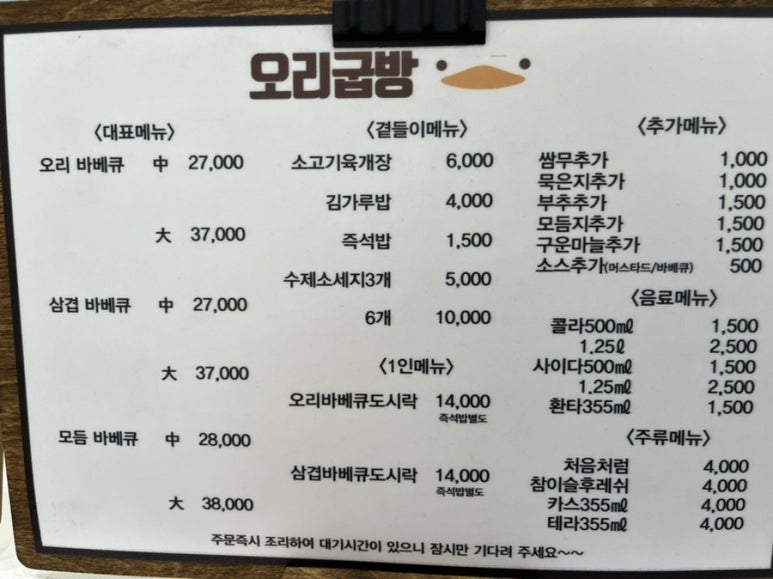 오리굽방
<대표메뉴>
오리 바베큐 中 27,000
大 37,000
삼겹 바베큐 中 27,000
大 37,000
모듬 바베큐 中 28,000
大 38,000
<곁들이메뉴>
소고기육개장 6,000
김가루밥 4,000
즉석밥 1,500
수제소세지3개 5,000
6개 10,000
<1인메뉴>
오리바베큐도시락 14,000
즉석밥별도
삼겹바베큐도시락 14,000
즉석밥별도
<추가메뉴>
쌈무추가 1,000
묵은지추가 1,000
부추추가 1,500
모듬지추가 1,500
구운마늘추가 1,500
소스추가(머스타드/바베큐) 500
<음료메뉴>
콜라500㎖ 1,500
1.25ℓ 2,500
사이다500㎖ 1,500
1.25㎖ 2,500
환타355㎖ 1,500
<주류메뉴>
처음처럼 4,000
참이슬후레쉬 4,000
카스355㎖ 4,000
테라355㎖ 4,000
주문즉시 조리하여 대기시간이 있으니 잠시만 기다려 주세요~~